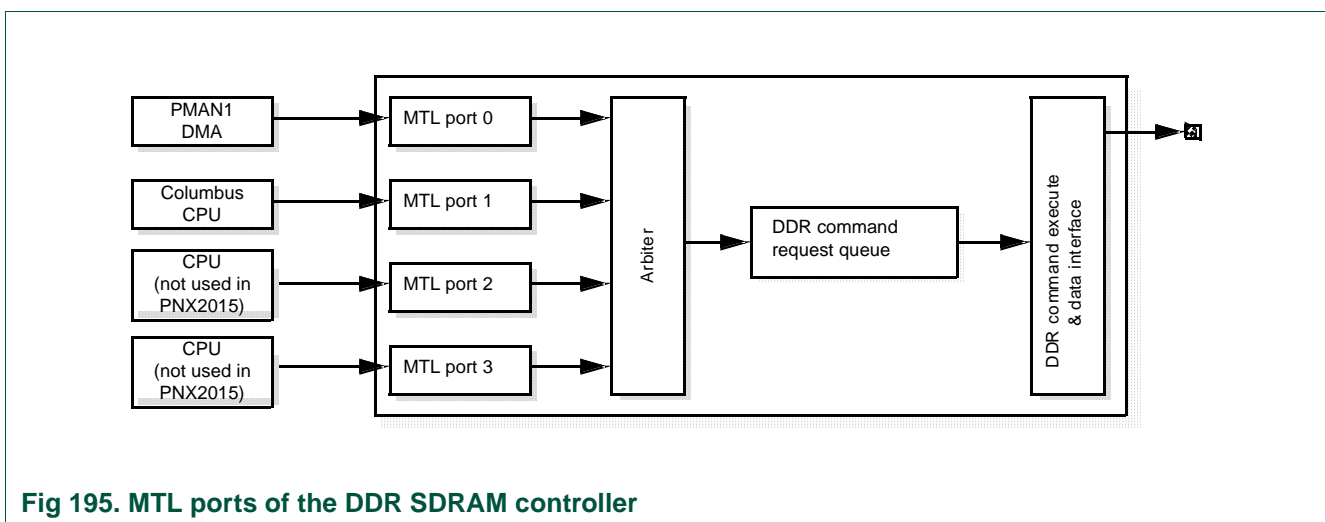 PMAN1
DMA
MTL port 0
Columbus
CPU
MTL port 1
CPU
(not used in
PNX2015)
MTL port 2
CPU
(not used in
PNX2015)
MTL port 3
Arbiter
DDR command
request queue
DDR command execute
& data interface
Fig 195. MTL ports of the DDR SDRAM controller